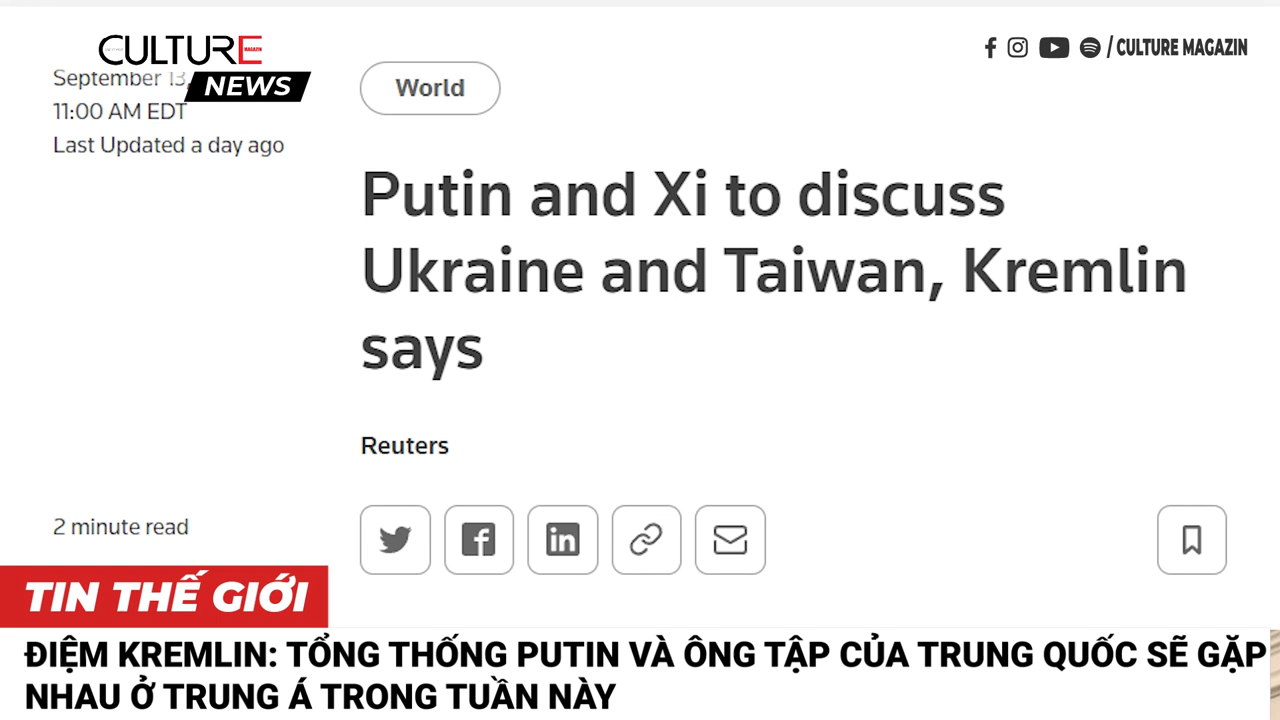 CULTURE
MAGAZIN
NEWS
/ CULTURE MAGAZIN
September 13,
11:00 AM EDT
Last Updated a day ago
World
Putin and Xi to discuss
Ukraine and Taiwan, Kremlin
says
Reuters
2 minute read
TIN THẾ GIỚI
ĐIỆM KREMLIN: TỔNG THỐNG PUTIN VÀ ÔNG TẬP CỦA TRUNG QUỐC SẼ GẶP
NHAU Ở TRUNG Á TRONG TUẦN NÀY